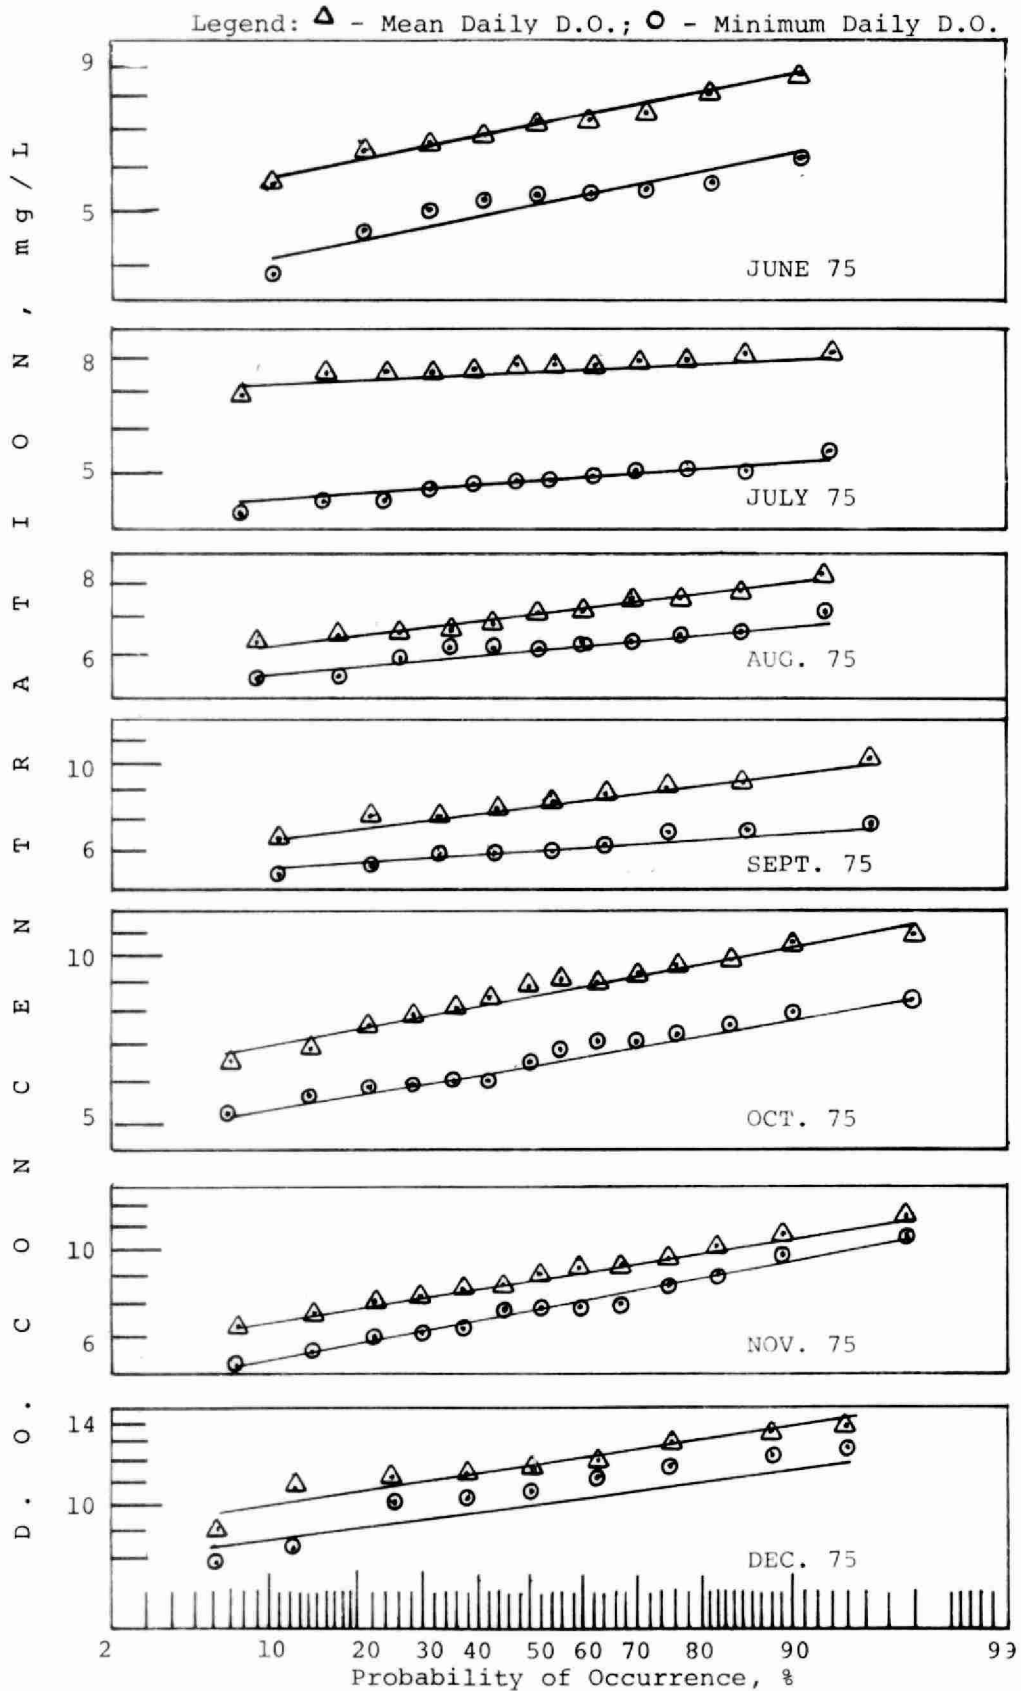 Legend: △ - Mean Daily D.O.; ⊙ - Minimum Daily D.O.
D.O. CONCENTRATION, mg/L
9
5
JUNE 75
8
5
JULY 75
8
6
AUG. 75
10
6
SEPT. 75
10
5
OCT. 75
10
6
NOV. 75
14
10
DEC. 75
2 10 20 30 40 50 60 70 80 90 99
Probability of Occurrence, %